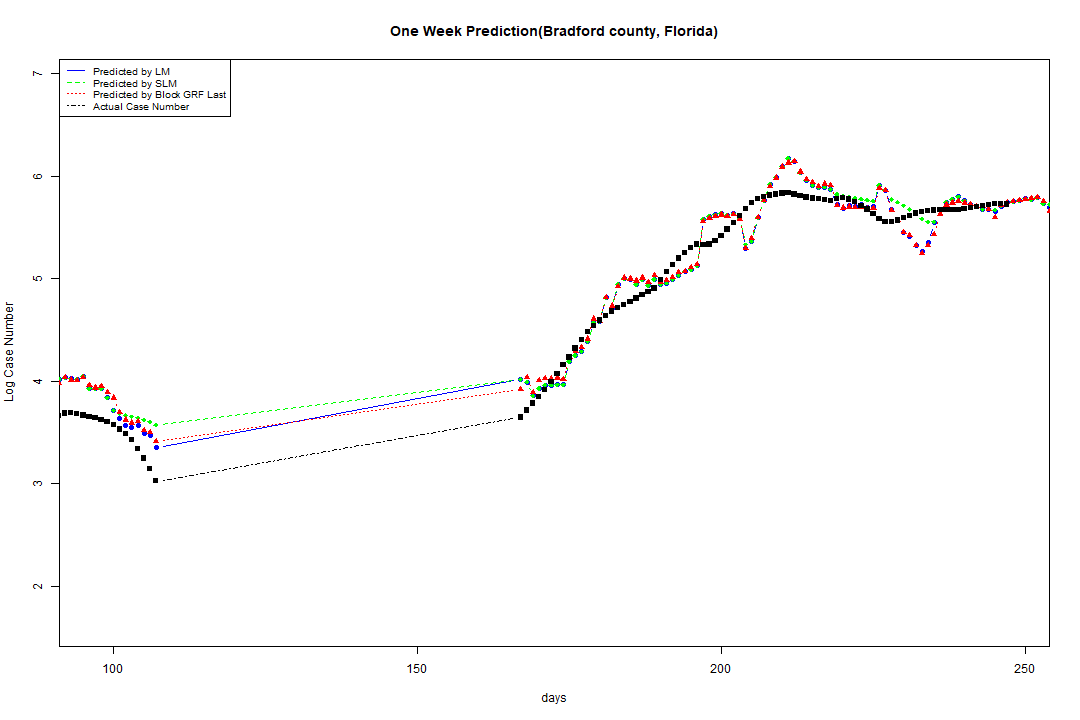 One Week Prediction(Bradford county, Florida)
Predicted by LM
Predicted by SLM
Predicted by Block GRF Last
Actual Case Number
7
6
5
4
3
2
Log Case Number
100
150
200
250
days